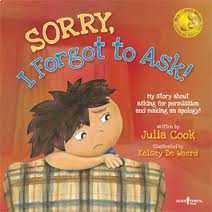 SORRY,
I Forgot to Ask!
My story about
asking for permission
and making an apology!
Written by
Julia Cook
Illustrated by
Kelsey De Weerd